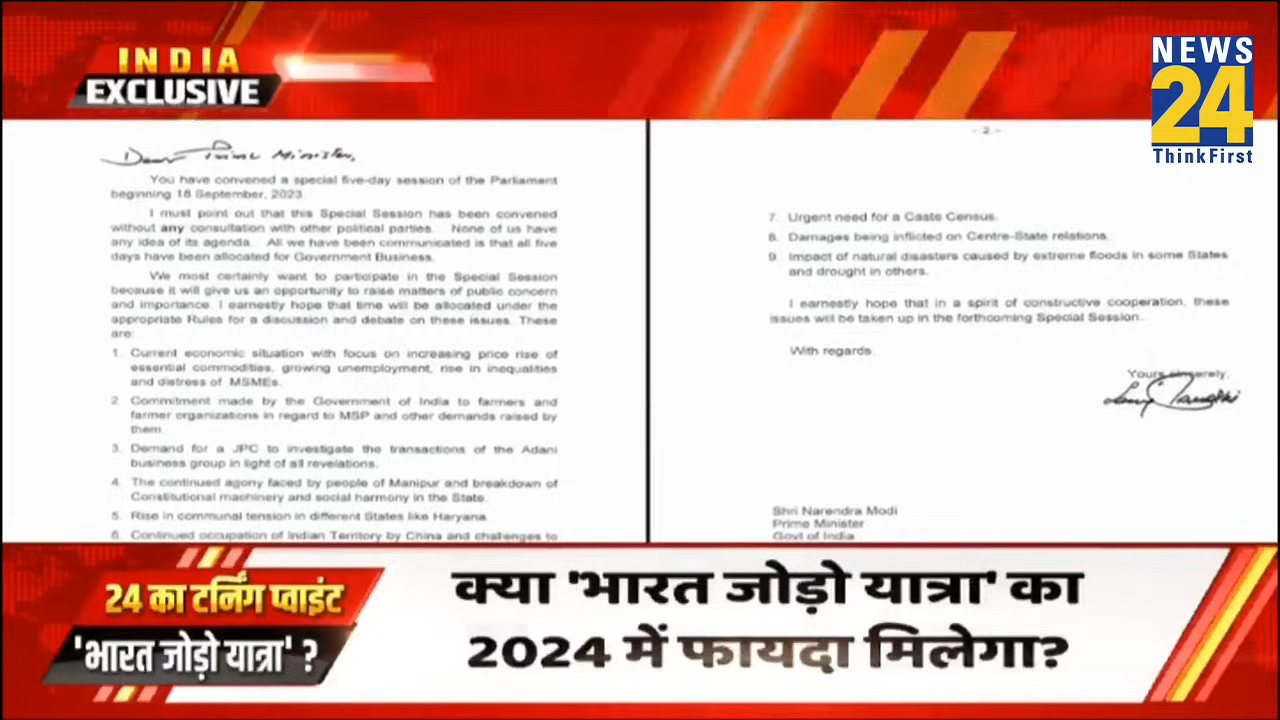 INDIA
EXCLUSIVE
NEWS
24
ThinkFirst
Dear Prime Minister,
You have convened a special five-day session of the Parliament
beginning 18 September, 2023.
I must point out that this Special Session has been convened
without any consultation with other political parties. None of us have
any idea of its agenda. All we have been communicated is that all five
days have been allocated for Government Business.
We most certainly want to participate in the Special Session
because it will give us an opportunity to raise matters of public concern
and importance. I earnestly hope that time will be allocated under the
appropriate Rules for a discussion and debate on these issues. These
are:
1. Current economic situation with focus on increasing price rise of
essential commodities, growing unemployment, rise in inequalities
and distress of MSMEs.
2. Commitment made by the Government of India to farmers and
farmer organizations in regard to MSP and other demands raised by
them.
3. Demand for a JPC to investigate the transactions of the Adani
business group in light of all revelations.
4. The continued agony faced by people of Manipur and breakdown of
Constitutional machinery and social harmony in the State.
5. Rise in communal tension in different States like Haryana.
6. Continued occupation of Indian Territory by China and challenges to
- 2 -
7. Urgent need for a Caste Census.
8. Damages being inflicted on Centre-State relations.
9. Impact of natural disasters caused by extreme floods in some States
and drought in others.
I earnestly hope that in a spirit of constructive cooperation, these
issues will be taken up in the forthcoming Special Session.
With regards.
Yours sincerely,
Shri Narendra Modi
Prime Minister
Govt of India
24 का टर्निंग प्वाइंट
'भारत जोड़ो यात्रा' ?
क्या 'भारत जोड़ो यात्रा' का
2024 में फायदा मिलेगा?